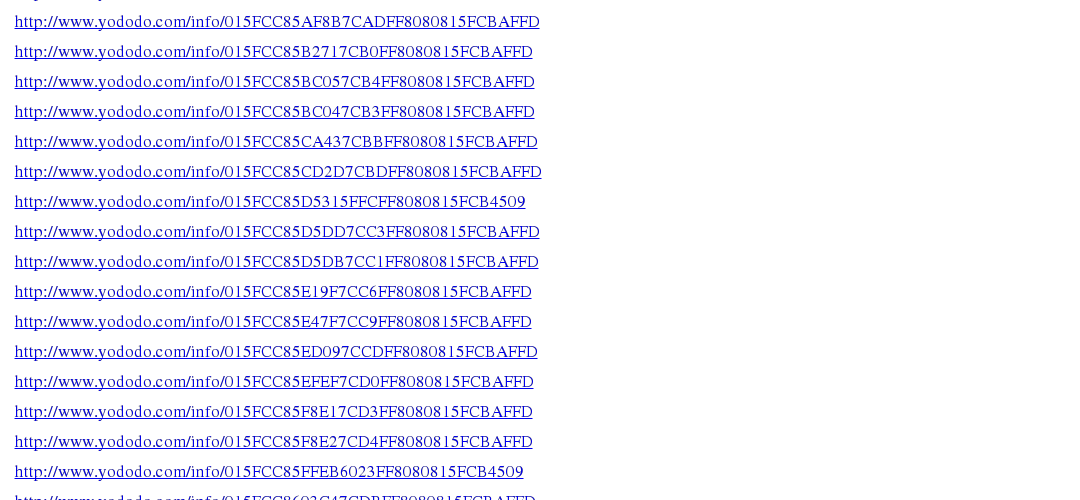 http://www.yododo.com/info/015FCC85AF8B7CADFF8080815FCBAFFD
http://www.yododo.com/info/015FCC85B2717CB0FF8080815FCBAFFD
http://www.yododo.com/info/015FCC85BC057CB4FF8080815FCBAFFD
http://www.yododo.com/info/015FCC85BC047CB3FF8080815FCBAFFD
http://www.yododo.com/info/015FCC85CA437CBBFF8080815FCBAFFD
http://www.yododo.com/info/015FCC85CD2D7CBDFF8080815FCBAFFD
http://www.yododo.com/info/015FCC85D5315FFCFF8080815FCB4509
http://www.yododo.com/info/015FCC85D5DD7CC3FF8080815FCBAFFD
http://www.yododo.com/info/015FCC85D5DB7CC1FF8080815FCBAFFD
http://www.yododo.com/info/015FCC85E19F7CC6FF8080815FCBAFFD
http://www.yododo.com/info/015FCC85E47F7CC9FF8080815FCBAFFD
http://www.yododo.com/info/015FCC85ED097CCDFF8080815FCBAFFD
http://www.yododo.com/info/015FCC85EFEF7CD0FF8080815FCBAFFD
http://www.yododo.com/info/015FCC85F8E17CD3FF8080815FCBAFFD
http://www.yododo.com/info/015FCC85F8E27CD4FF8080815FCBAFFD
http://www.yododo.com/info/015FCC85FFEB6023FF8080815FCB4509